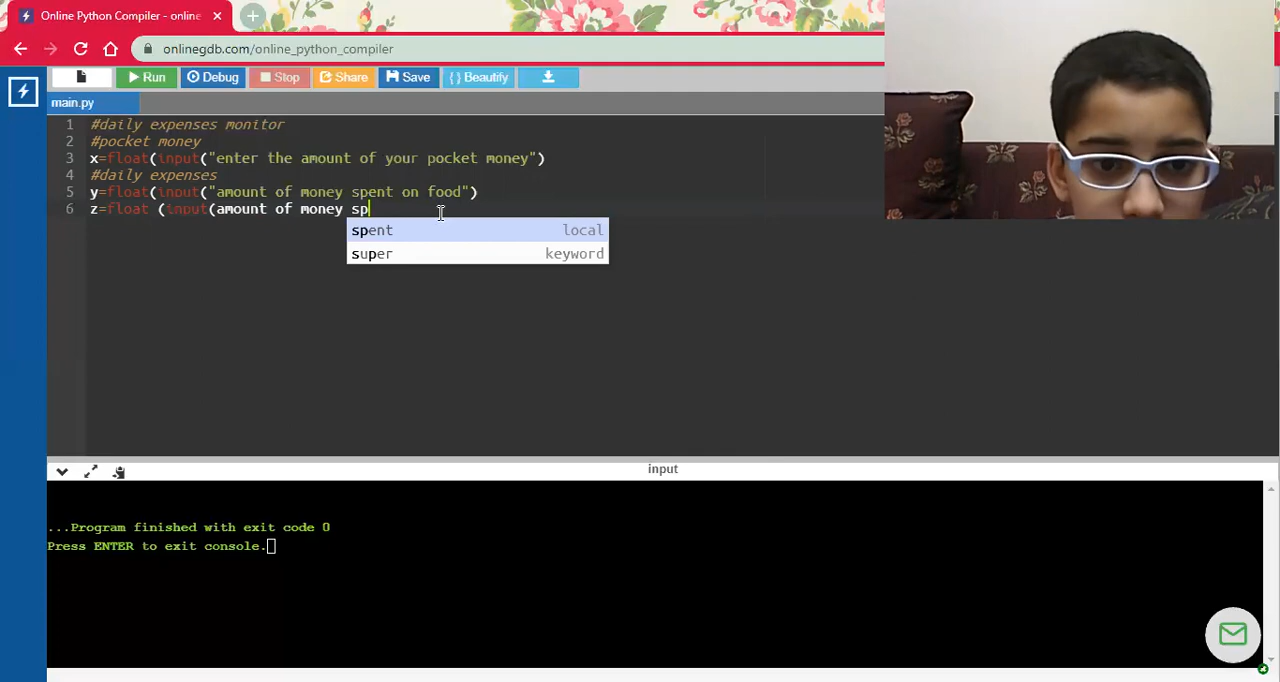 Online Python Compiler - online
onlinegdb.com/online_python_compiler
Run Debug Stop Share Save { } Beautify
main.py
1 #daily expenses monitor
2 #pocket money
3 x=float(input("enter the amount of your pocket money")
4 #daily expenses
5 y=float(input("amount of money spent on food")
6 z=float (input(amount of money sp
spent local
super keyword
input
...Program finished with exit code 0
Press ENTER to exit console.